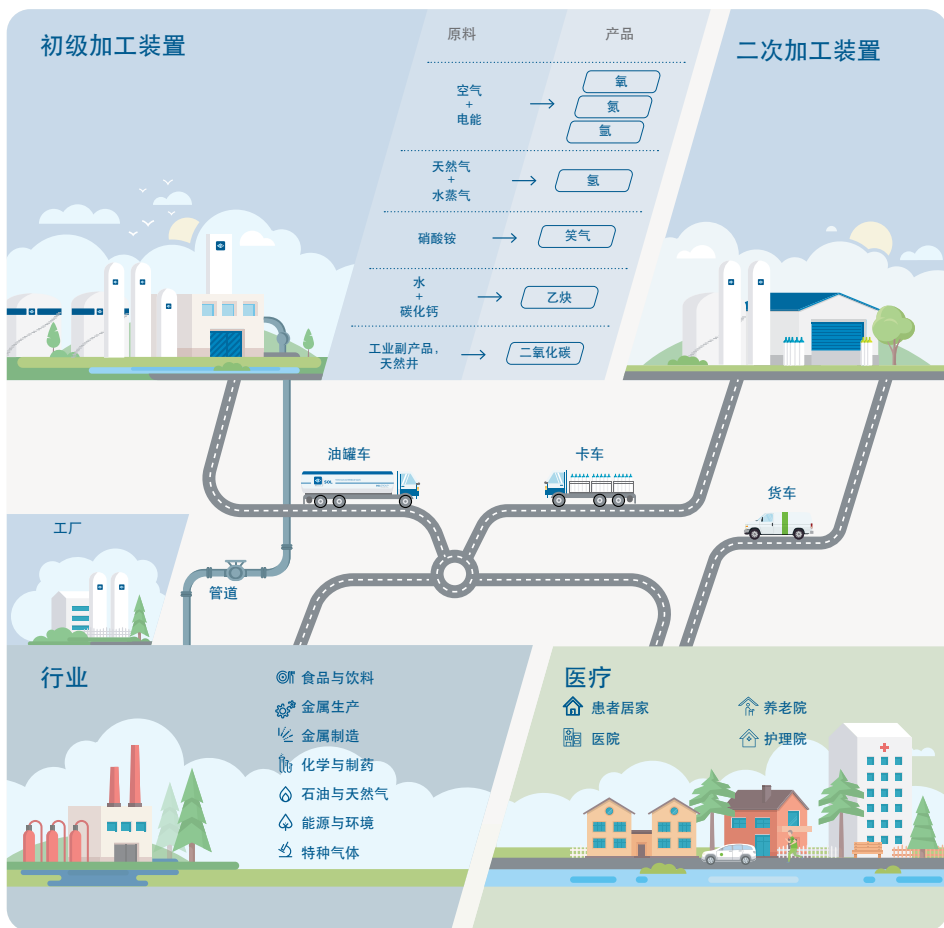 初级加工装置
原料
产品
二次加工装置
空气
+
电能
氧
氮
氩
天然气
+
水蒸气
氢
硝酸铵
笑气
水
+
碳化钙
乙炔
工业副产品，
天然井
二氧化碳
油罐车
SOL
卡车
货车
工厂
管道
行业
食品与饮料
金属生产
金属制造
化学与制药
石油与天然气
能源与环境
特种气体
医疗
患者居家
养老院
医院
护理院